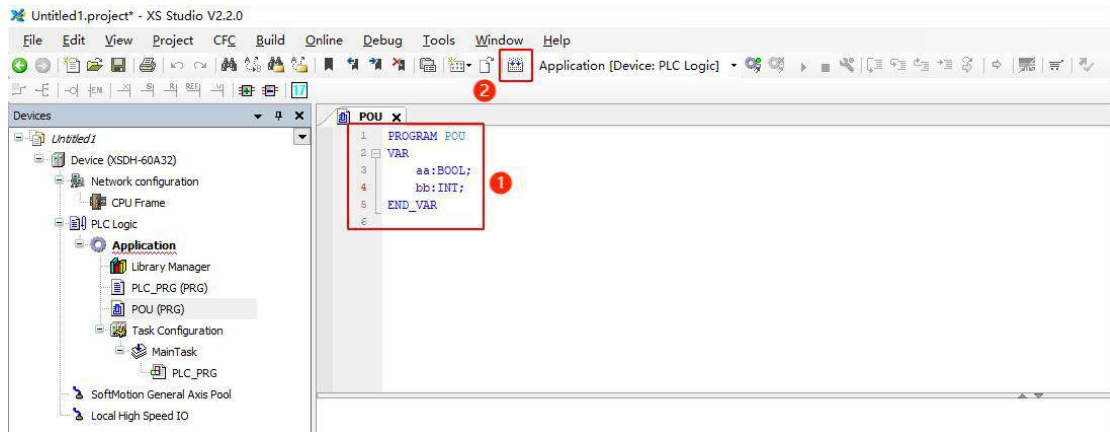 Untitled1.project* - XS Studio V2.2.0
File Edit View Project CFC Build Online Debug Tools Window Help
Application [Device: PLC Logic]
2
EN REF 17
Devices
POU
Untitled1
Device (XSDH-60A32)
Network configuration
CPU Frame
PLC Logic
Application
Library Manager
PLC_PRG (PRG)
POU (PRG)
Task Configuration
MainTask
PLC_PRG
SoftMotion General Axis Pool
Local High Speed IO
1 PROGRAM POU
2 VAR
3 aa:BOOL;
4 bb:INT;
5 END_VAR
6
1